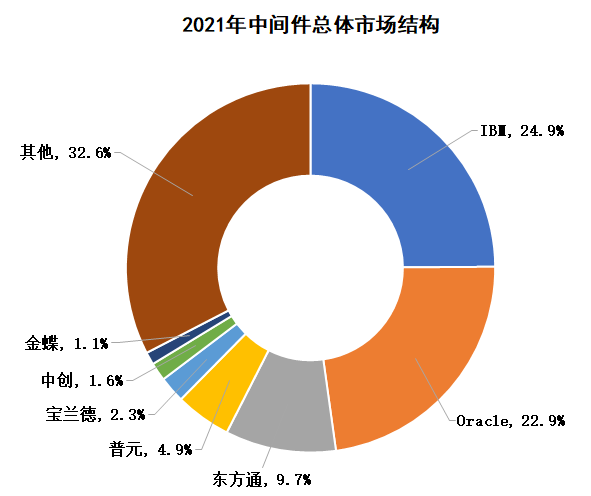 2021年中间件总体市场结构
IBM, 24.9%
其他, 32.6%
金蝶, 1.1%
中创, 1.6%
宝兰德, 2.3%
Oracle, 22.9%
普元, 4.9%
东方通, 9.7%